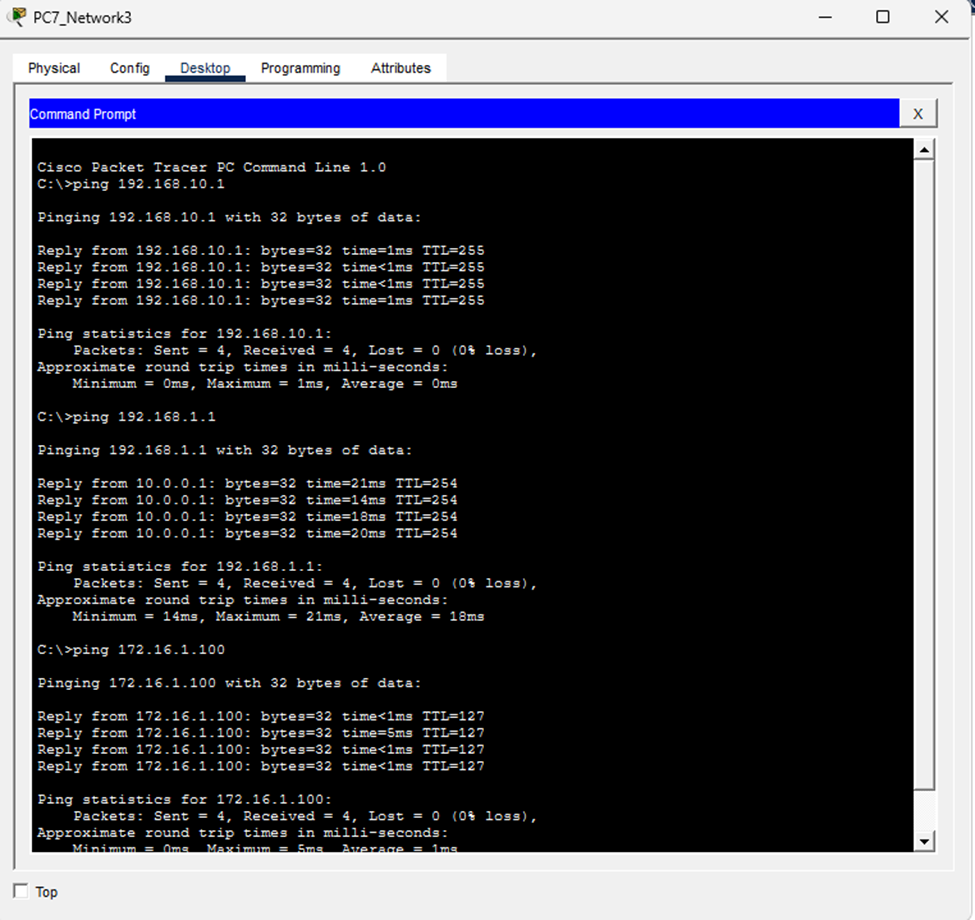 PC7_Network3
Physical Config Desktop Programming Attributes
Command Prompt X
Cisco Packet Tracer PC Command Line 1.0
C:\>ping 192.168.10.1
Pinging 192.168.10.1 with 32 bytes of data:
Reply from 192.168.10.1: bytes=32 time=1ms TTL=255
Reply from 192.168.10.1: bytes=32 time<1ms TTL=255
Reply from 192.168.10.1: bytes=32 time<1ms TTL=255
Reply from 192.168.10.1: bytes=32 time=1ms TTL=255
Ping statistics for 192.168.10.1:
Packets: Sent = 4, Received = 4, Lost = 0 (0% loss),
Approximate round trip times in milli-seconds:
Minimum = 0ms, Maximum = 1ms, Average = 0ms
C:\>ping 192.168.1.1
Pinging 192.168.1.1 with 32 bytes of data:
Reply from 10.0.0.1: bytes=32 time=21ms TTL=254
Reply from 10.0.0.1: bytes=32 time=14ms TTL=254
Reply from 10.0.0.1: bytes=32 time=18ms TTL=254
Reply from 10.0.0.1: bytes=32 time=20ms TTL=254
Ping statistics for 192.168.1.1:
Packets: Sent = 4, Received = 4, Lost = 0 (0% loss),
Approximate round trip times in milli-seconds:
Minimum = 14ms, Maximum = 21ms, Average = 18ms
C:\>ping 172.16.1.100
Pinging 172.16.1.100 with 32 bytes of data:
Reply from 172.16.1.100: bytes=32 time<1ms TTL=127
Reply from 172.16.1.100: bytes=32 time=5ms TTL=127
Reply from 172.16.1.100: bytes=32 time<1ms TTL=127
Reply from 172.16.1.100: bytes=32 time<1ms TTL=127
Ping statistics for 172.16.1.100:
Packets: Sent = 4, Received = 4, Lost = 0 (0% loss),
Approximate round trip times in milli-seconds:
Minimum = 0ms, Maximum = 5ms, Average = 1ms
Top